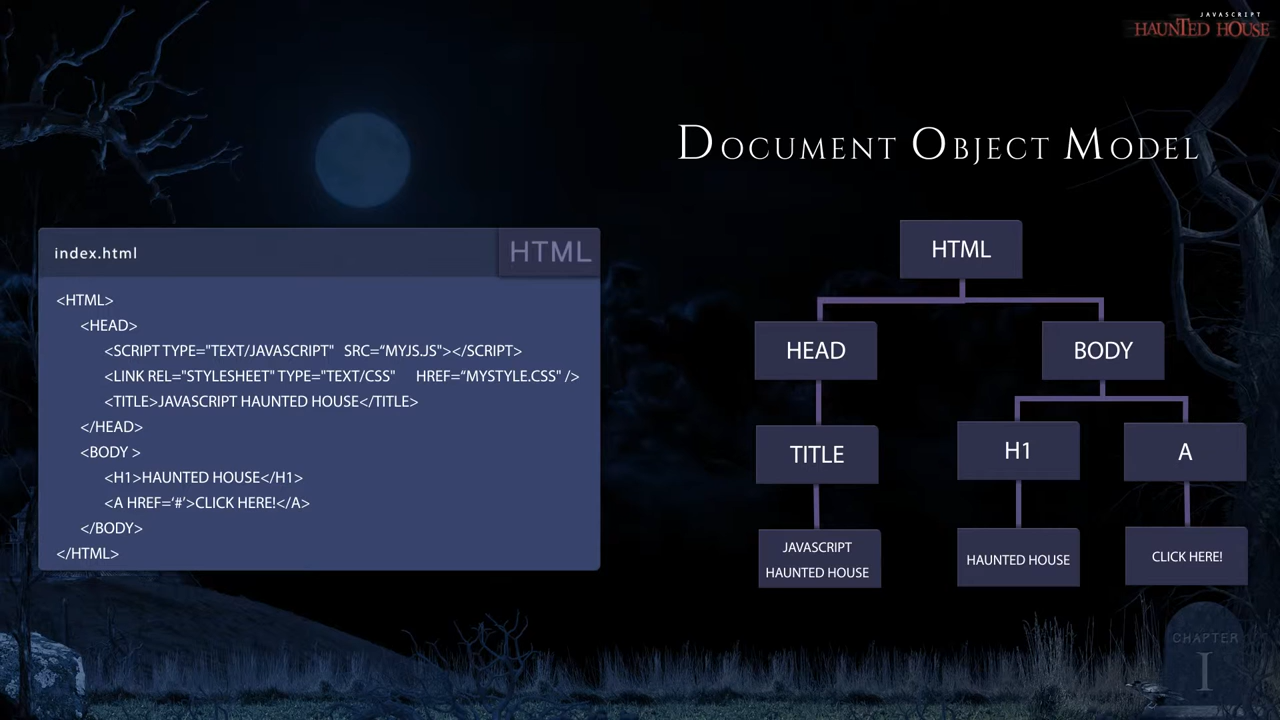 JAVASCRIPT
HAUNTED HOUSE
DOCUMENT OBJECT MODEL
index.html
HTML
<HTML>
<HEAD>
<SCRIPT TYPE="TEXT/JAVASCRIPT" SRC=“MYJS.JS"></SCRIPT>
<LINK REL="STYLESHEET" TYPE="TEXT/CSS" HREF=“MYSTYLE.CSS" />
<TITLE>JAVASCRIPT HAUNTED HOUSE</TITLE>
</HEAD>
<BODY >
<H1>HAUNTED HOUSE</H1>
<A HREF=‘#’>CLICK HERE!</A>
</BODY>
</HTML>
HTML
HEAD
BODY
TITLE
H1
A
JAVASCRIPT
HAUNTED HOUSE
HAUNTED HOUSE
CLICK HERE!
CHAPTER
I